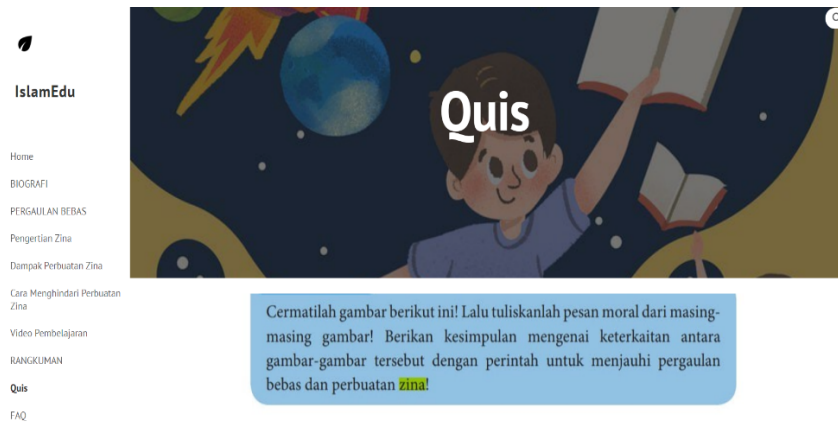 IslamEdu
Home
BIOGRAFI
PERGAULAN BEBAS
Pengertian Zina
Dampak Perbuatan Zina
Cara Menghindari Perbuatan
Zina
Video Pembelajaran
RANGKUMAN
Quis
FAQ
Quis
Cermatilah gambar berikut ini! Lalu tuliskanlah pesan moral dari masing-
masing gambar! Berikan kesimpulan mengenai keterkaitan antara
gambar-gambar tersebut dengan perintah untuk menjauhi pergaulan
bebas dan perbuatan zina!